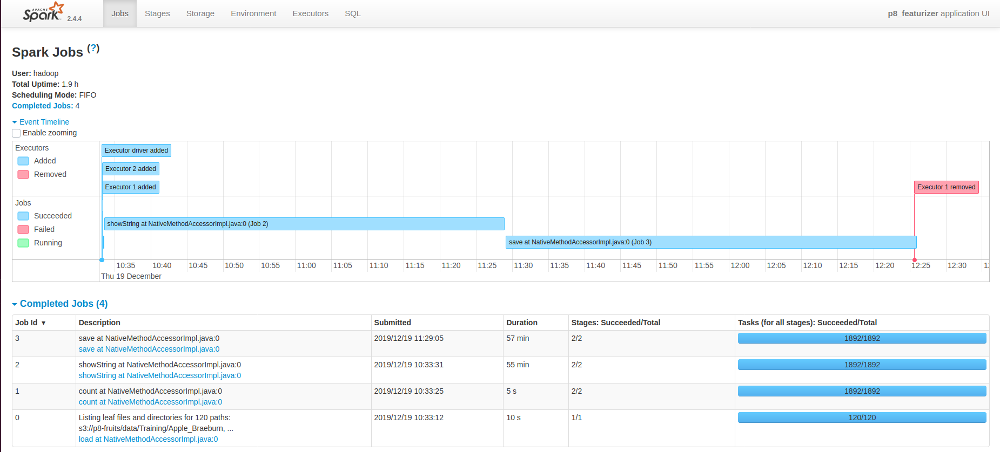 APACHE Spark 2.4.4 Jobs Stages Storage Environment Executors SQL p8_featurizer application UI
Spark Jobs (?)
User: hadoop
Total Uptime: 1.9 h
Scheduling Mode: FIFO
Completed Jobs: 4
Event Timeline
Enable zooming
Executors
Added
Removed
Executor driver added
Executor 2 added
Executor 1 added
Executor 1 removed
Jobs
Succeeded
Failed
Running
showString at NativeMethodAccessorImpl.java:0 (Job 2)
save at NativeMethodAccessorImpl.java:0 (Job 3)
10:35 10:40 10:45 10:50 10:55 11:00 11:05 11:10 11:15 11:20 11:25 11:30 11:35 11:40 11:45 11:50 11:55 12:00 12:05 12:10 12:15 12:20 12:25 12:30
Thu 19 December
Completed Jobs (4)
Job Id ▾ Description Submitted Duration Stages: Succeeded/Total Tasks (for all stages): Succeeded/Total
3 save at NativeMethodAccessorImpl.java:0 2019/12/19 11:29:05 57 min 2/2 1892/1892
save at NativeMethodAccessorImpl.java:0
2 showString at NativeMethodAccessorImpl.java:0 2019/12/19 10:33:31 55 min 2/2 1892/1892
showString at NativeMethodAccessorImpl.java:0
1 count at NativeMethodAccessorImpl.java:0 2019/12/19 10:33:25 5 s 2/2 1892/1892
count at NativeMethodAccessorImpl.java:0
0 Listing leaf files and directories for 120 paths: 2019/12/19 10:33:12 10 s 1/1 120/120
s3://p8-fruits/data/Training/Apple_Braeburn, ...
load at NativeMethodAccessorImpl.java:0